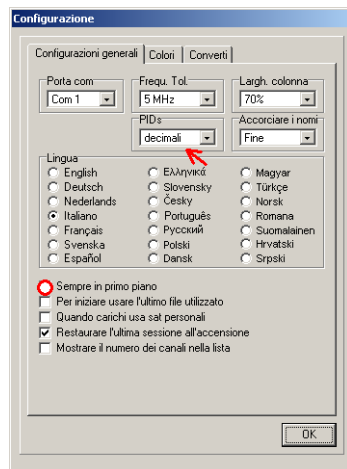 Configurazione
Configurazioni generali Colori Converti
Porta com Frequ. Tol. Largh. colonna
Com 1 5 MHz 70%
PIDs Accorciare i nomi
decimali Fine
Lingua
English Ελληνικά Magyar
Deutsch Slovensky Türkçe
Nederlands Česky Norsk
Italiano Português Romana
Français Русский Suomalainen
Svenska Polski Hrvatski
Español Dansk Srpski
Sempre in primo piano
Per iniziare usare l'ultimo file utilizzato
Quando carichi usa sat personali
Restaurare l'ultima sessione all'accensione
Mostrare il numero dei canali nella lista
OK